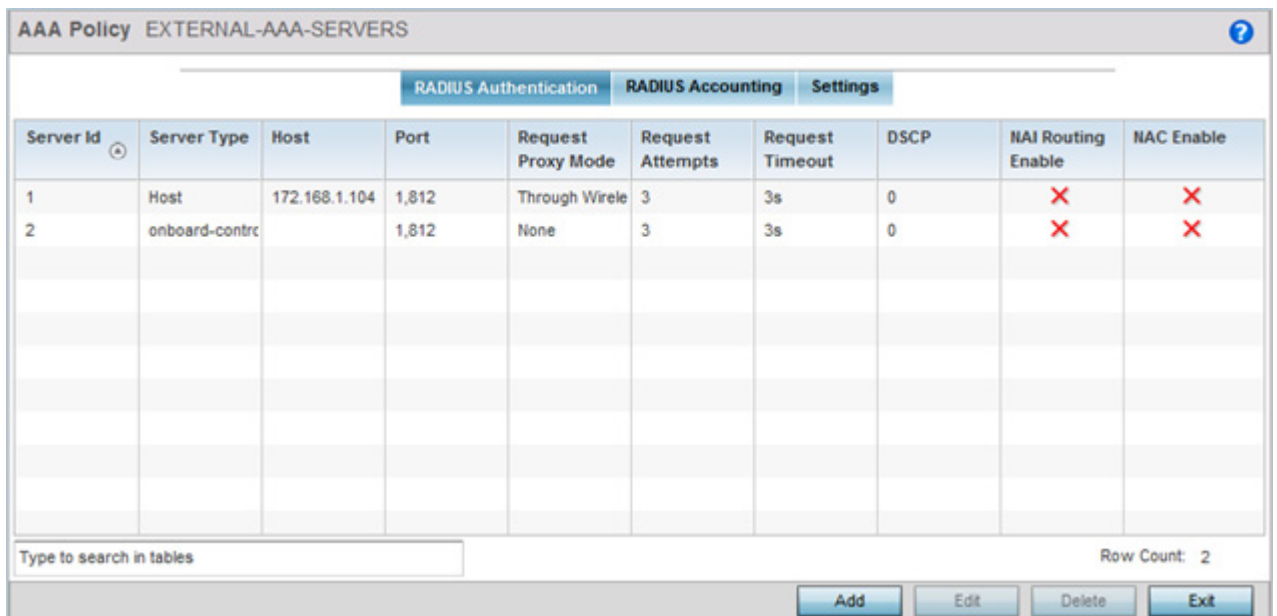 AAA Policy EXTERNAL-AAA-SERVERS
RADIUS Authentication RADIUS Accounting Settings
Server Id Server Type Host Port Request Proxy Mode Request Attempts Request Timeout DSCP NAI Routing Enable NAC Enable
1 Host 172.168.1.104 1,812 Through Wirele 3 3s 0
2 onboard-contrc 1,812 None 3 3s 0
Type to search in tables Row Count: 2
Add Edit Delete Exit